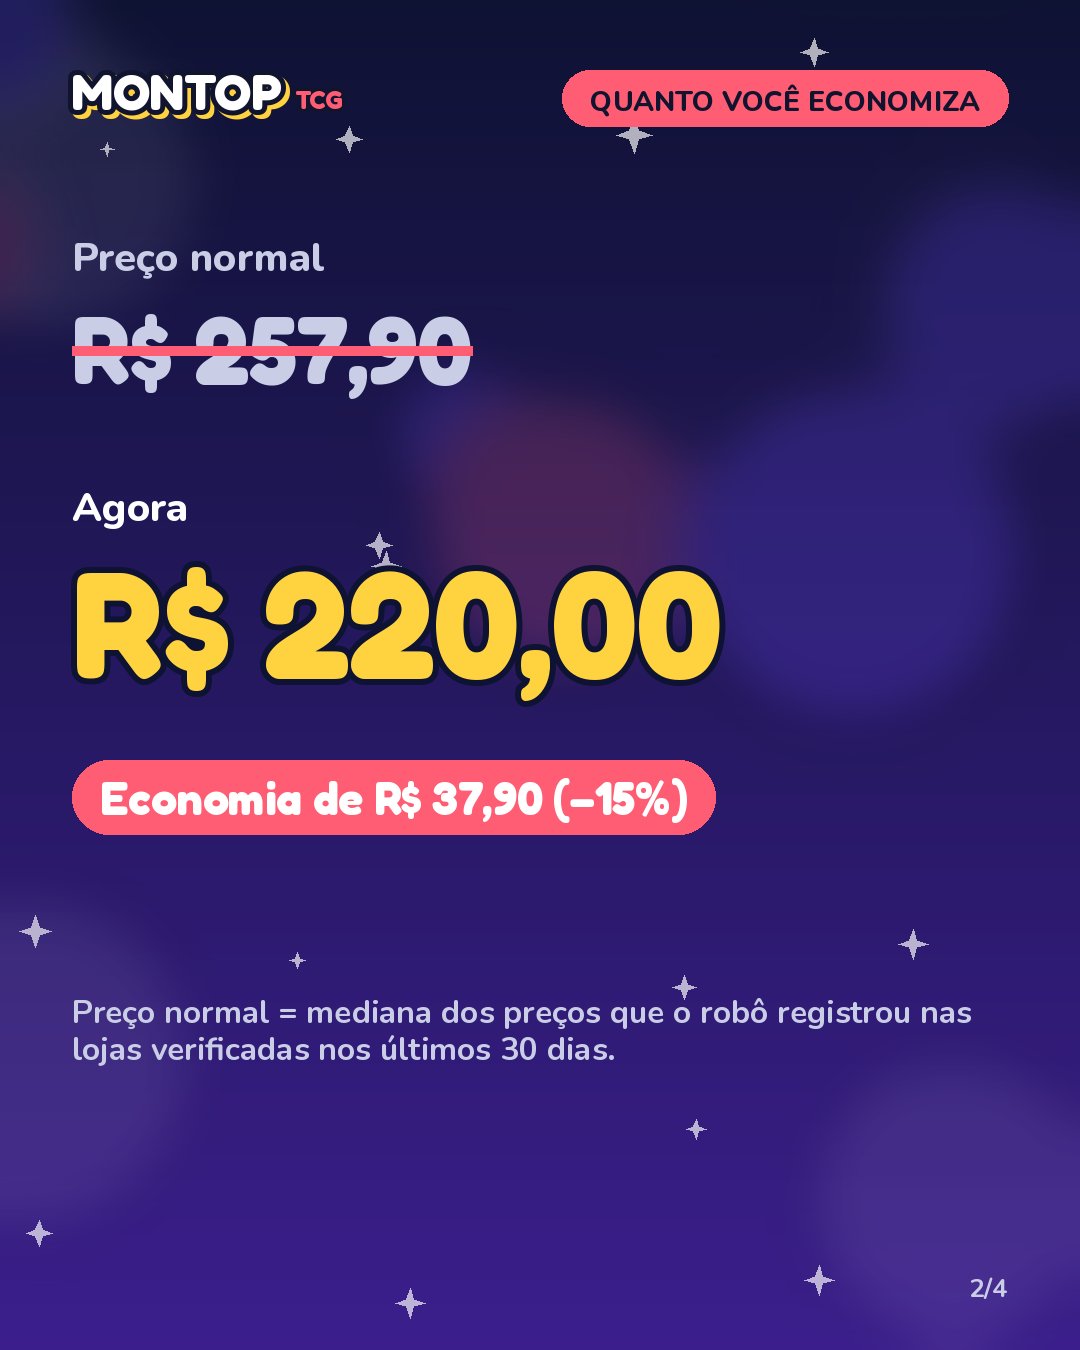 MONTOP TCG
QUANTO VOCÊ ECONOMIZA
Preço normal
R$ 257,90
Agora
R$ 220,00
Economia de R$ 37,90 (–15%)
Preço normal = mediana dos preços que o robô registrou nas
lojas verificadas nos últimos 30 dias.
2/4